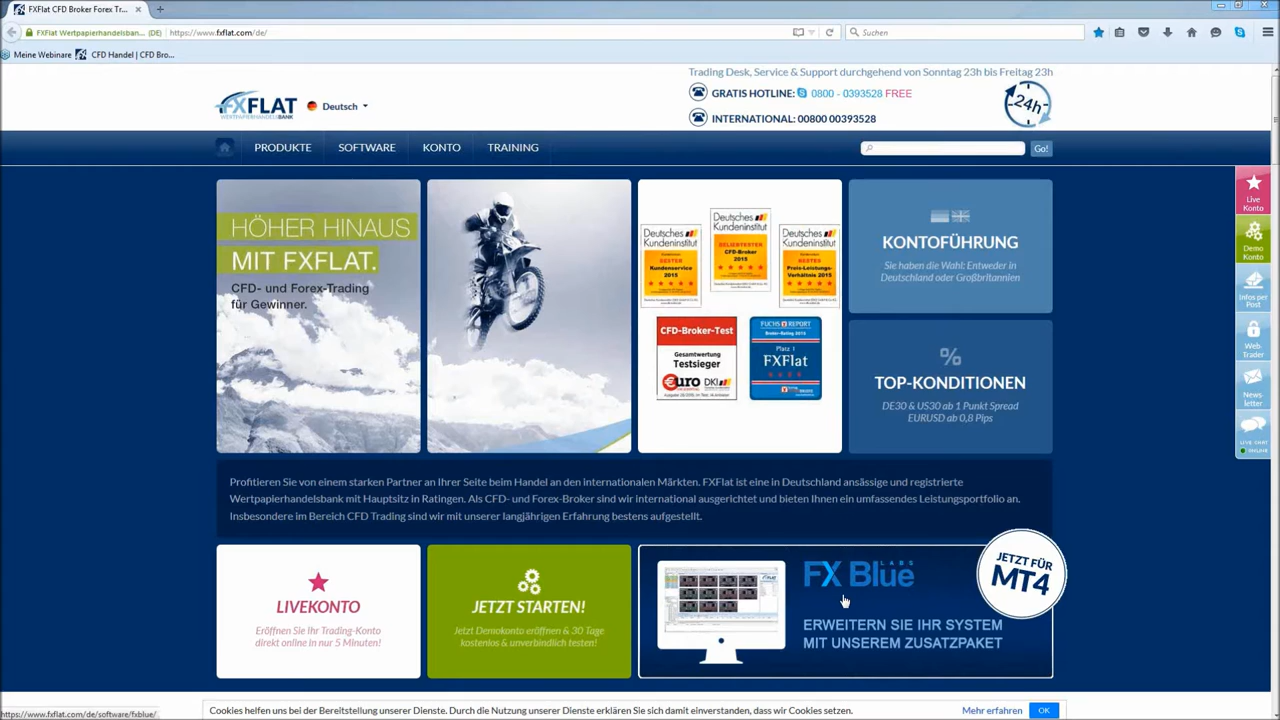 FXFlat CFD Broker Forex Tr...
FXFlat Wertpapierhandelsban... (DE)
https://www.fxflat.com/de/
Suchen
Meine Webinare
CFD Handel | CFD Bro...
Trading Desk, Service & Support durchgehend von Sonntag 23h bis Freitag 23h
FXFLAT
WERTPAPIERHANDELSBANK
Deutsch
GRATIS HOTLINE: 0800 - 0393528 FREE
INTERNATIONAL: 00800 00393528
24h
PRODUKTE
SOFTWARE
KONTO
TRAINING
Go!
HÖHER HINAUS
MIT FXFLAT.
CFD- und Forex-Trading
für Gewinner.
Deutsches
Kundeninstitut
BESTER
Kundenservice
2015
Deutsches
Kundeninstitut
BELIEBTESTER
CFD-Broker
2015
Deutsches
Kundeninstitut
BESTES
Preis-Leistungs-
Verhältnis 2015
CFD-Broker-Test
Gesamtwertung
Testsieger
€uro
DKI
FUCHS REPORT
Broker-Rating 2015
Platz 1
FXFlat
KONTOFÜHRUNG
Sie haben die Wahl: Entweder in
Deutschland oder Großbritannien
%
TOP-KONDITIONEN
DE30 & US30 ab 1 Punkt Spread
EURUSD ab 0,8 Pips
Live
Konto
Demo
Konto
Infos per
Post
Web-
Trader
News-
letter
LIVE CHAT
ONLINE
Profitieren Sie von einem starken Partner an Ihrer Seite beim Handel an den internationalen Märkten. FXFlat ist eine in Deutschland ansässige und registrierte
Wertpapierhandelsbank mit Hauptsitz in Ratingen. Als CFD- und Forex-Broker sind wir international ausgerichtet und bieten Ihnen ein umfassendes Leistungsportfolio an.
Insbesondere im Bereich CFD Trading sind wir mit unserer langjährigen Erfahrung bestens aufgestellt.
LIVEKONTO
Eröffnen Sie Ihr Trading-Konto
direkt online in nur 5 Minuten!
JETZT STARTEN!
Jetzt Demokonto eröffnen & 30 Tage
kostenlos & unverbindlich testen!
FX Blue LABS
ERWEITERN SIE IHR SYSTEM
MIT UNSEREM ZUSATZPAKET
JETZT FÜR
MT4
https://www.fxflat.com/de/software/fxblue/
Cookies helfen uns bei der Bereitstellung unserer Dienste. Durch die Nutzung unserer Dienste erklären Sie sich damit einverstanden, dass wir Cookies setzen.
Mehr erfahren
OK